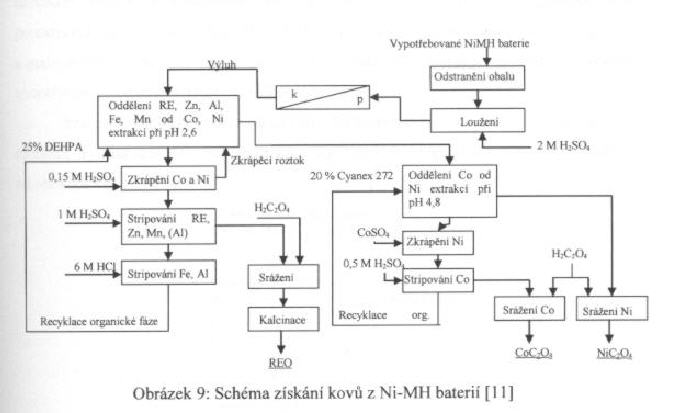 Vypotřebované NiMH baterie
Odstranění obalu
Loužení
2 M H₂SO₄
k
p
Výluh
Oddělení RE, Zn, Al,
Fe, Mn od Co, Ni
extrakcí při pH 2,6
25% DEHPA
Zkrápěcí roztok
0,15 M H₂SO₄
Zkrápění Co a Ni
1 M H₂SO₄
Stripování RE,
Zn, Mn, (Al)
6 M HCl
Stripování Fe, Al
Recyklace organické fáze
H₂C₂O₄
Srážení
Kalcinace
REO
20 % Cyanex 272
Oddělení Co od
Ni extrakcí při
pH 4,8
CoSO₄
Zkrápění Ni
0,5 M H₂SO₄
Stripování Co
Recyklace org.
H₂C₂O₄
Srážení Co
Srážení Ni
CoC₂O₄
NiC₂O₄
Obrázek 9: Schéma získání kovů z Ni-MH baterií [11]